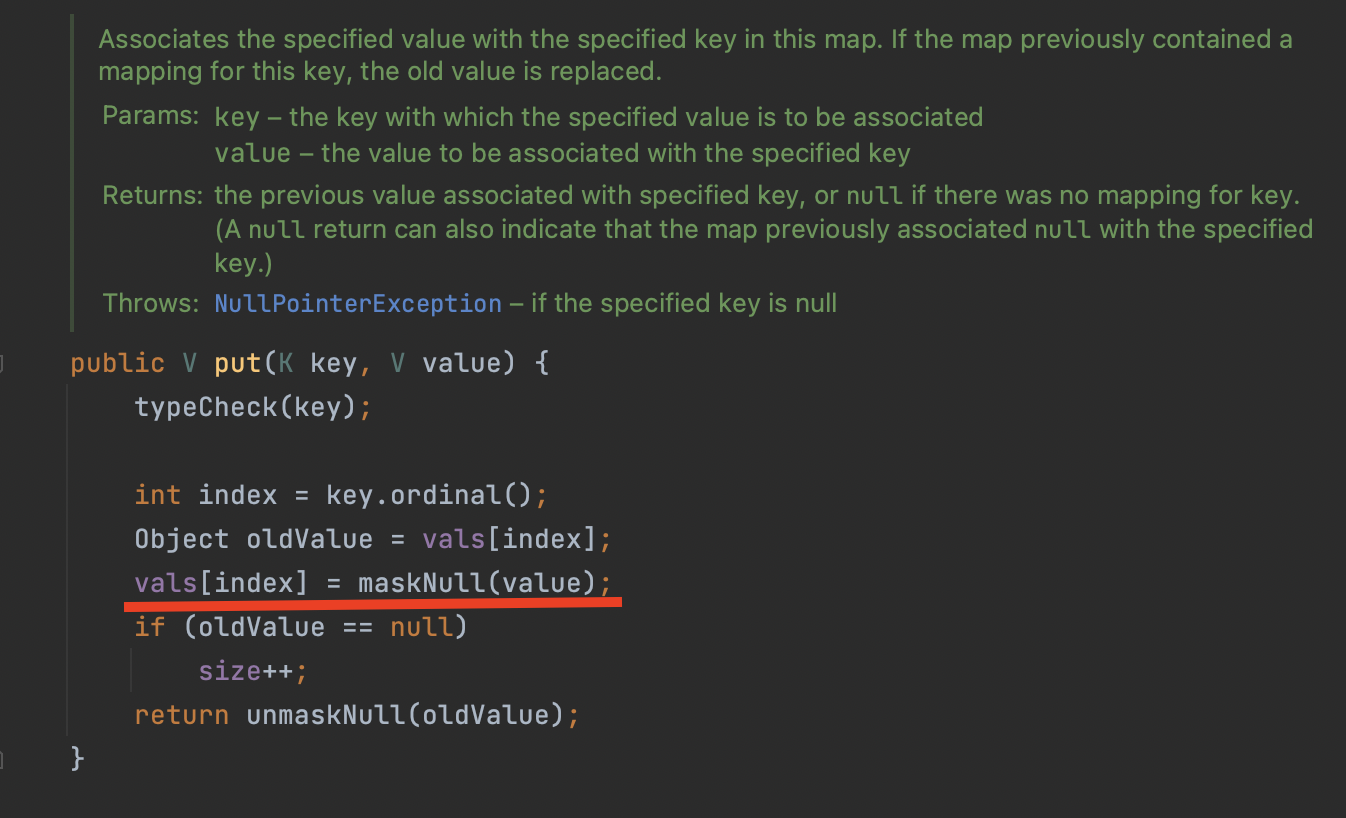 Associates the specified value with the specified key in this map. If the map previously contained a
mapping for this key, the old value is replaced.
Params: key – the key with which the specified value is to be associated
value – the value to be associated with the specified key
Returns: the previous value associated with specified key, or null if there was no mapping for key.
(A null return can also indicate that the map previously associated null with the specified
key.)
Throws: NullPointerException – if the specified key is null
public V put(K key, V value) {
typeCheck(key);
int index = key.ordinal();
Object oldValue = vals[index];
vals[index] = maskNull(value);
if (oldValue == null)
size++;
return unmaskNull(oldValue);
}